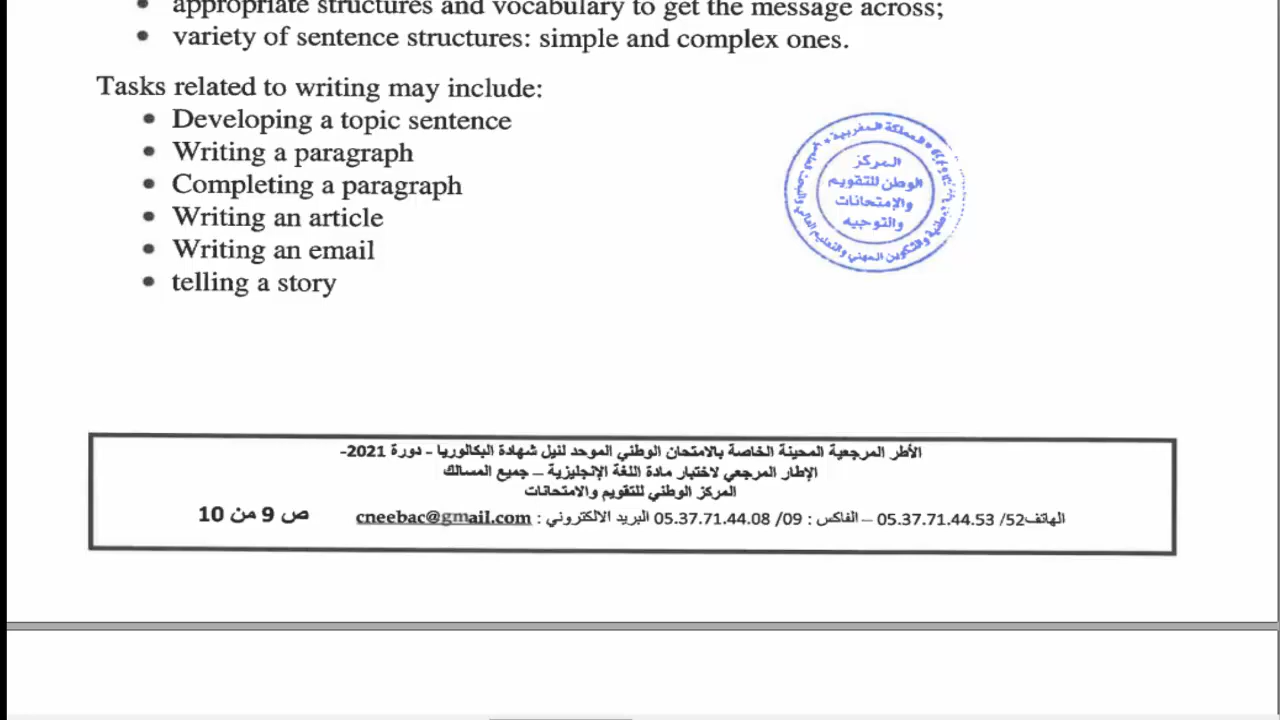 appropriate structures and vocabulary to get the message across;
• variety of sentence structures: simple and complex ones.
Tasks related to writing may include:
• Developing a topic sentence
• Writing a paragraph
• Completing a paragraph
• Writing an article
• Writing an email
• telling a story
المملكة المغربية
المركز
الوطني للتقويم
والإمتحانات
والتوجيه
الأطر المرجعية المحينة الخاصة بالامتحان الوطني الموحد لنيل شهادة البكالوريا - دورة 2021-
الإطار المرجعي لاختبار مادة اللغة الإنجليزية – جميع المسالك
المركز الوطني للتقويم والامتحانات
الهاتف52/ 05.37.71.44.53 – الفاكس : 09/ 05.37.71.44.08 البريد الالكتروني : cneebac@gmail.com ص 9 من 10